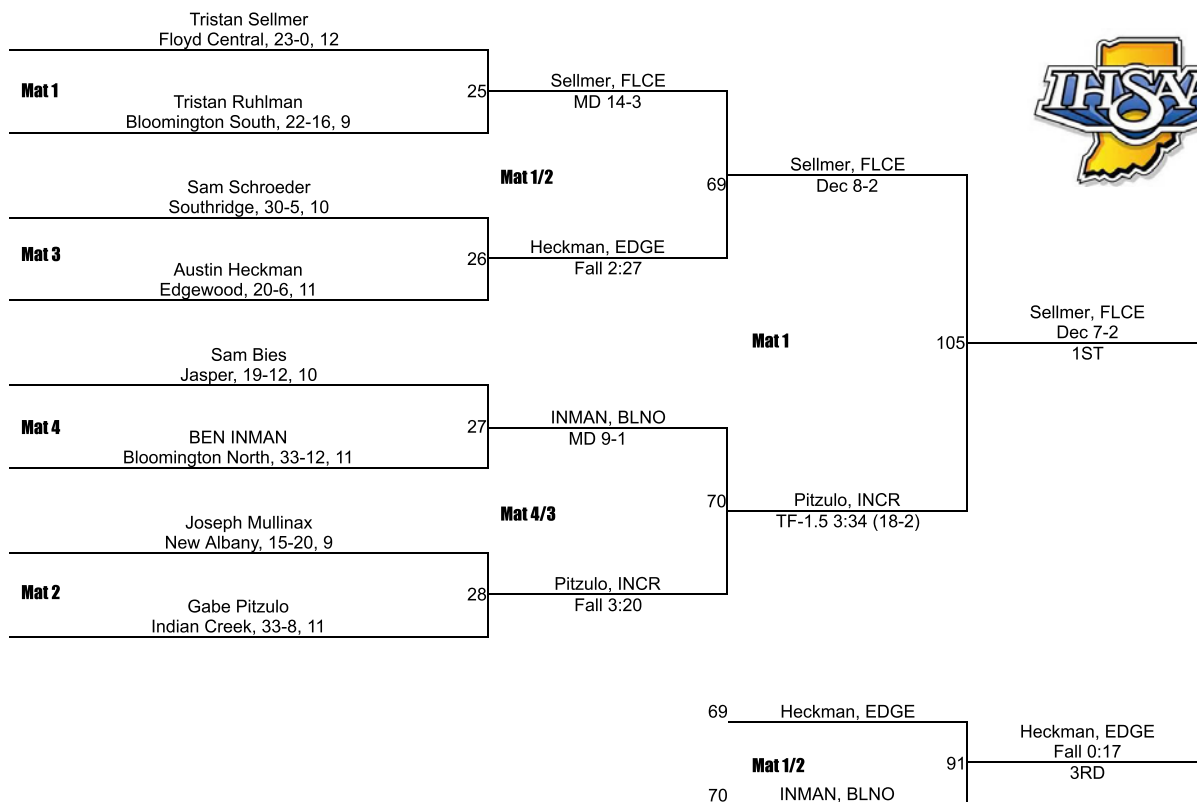 Tristan Sellmer
Floyd Central, 23-0, 12
Mat 1
Tristan Ruhlman
Bloomington South, 22-16, 9
25
Sellmer, FLCE
MD 14-3
Sam Schroeder
Southridge, 30-5, 10
Mat 3
Austin Heckman
Edgewood, 20-6, 11
26
Heckman, EDGE
Fall 2:27
Mat 1/2
69
Sellmer, FLCE
Dec 8-2
Sam Bies
Jasper, 19-12, 10
Mat 4
BEN INMAN
Bloomington North, 33-12, 11
27
INMAN, BLNO
MD 9-1
Joseph Mullinax
New Albany, 15-20, 9
Mat 2
Gabe Pitzulo
Indian Creek, 33-8, 11
28
Pitzulo, INCR
Fall 3:20
Mat 4/3
70
Pitzulo, INCR
TF-1.5 3:34 (18-2)
Mat 1
105
Sellmer, FLCE
Dec 7-2
1ST
IHSAA
69
Heckman, EDGE
Mat 1/2
70
INMAN, BLNO
91
Heckman, EDGE
Fall 0:17
3RD